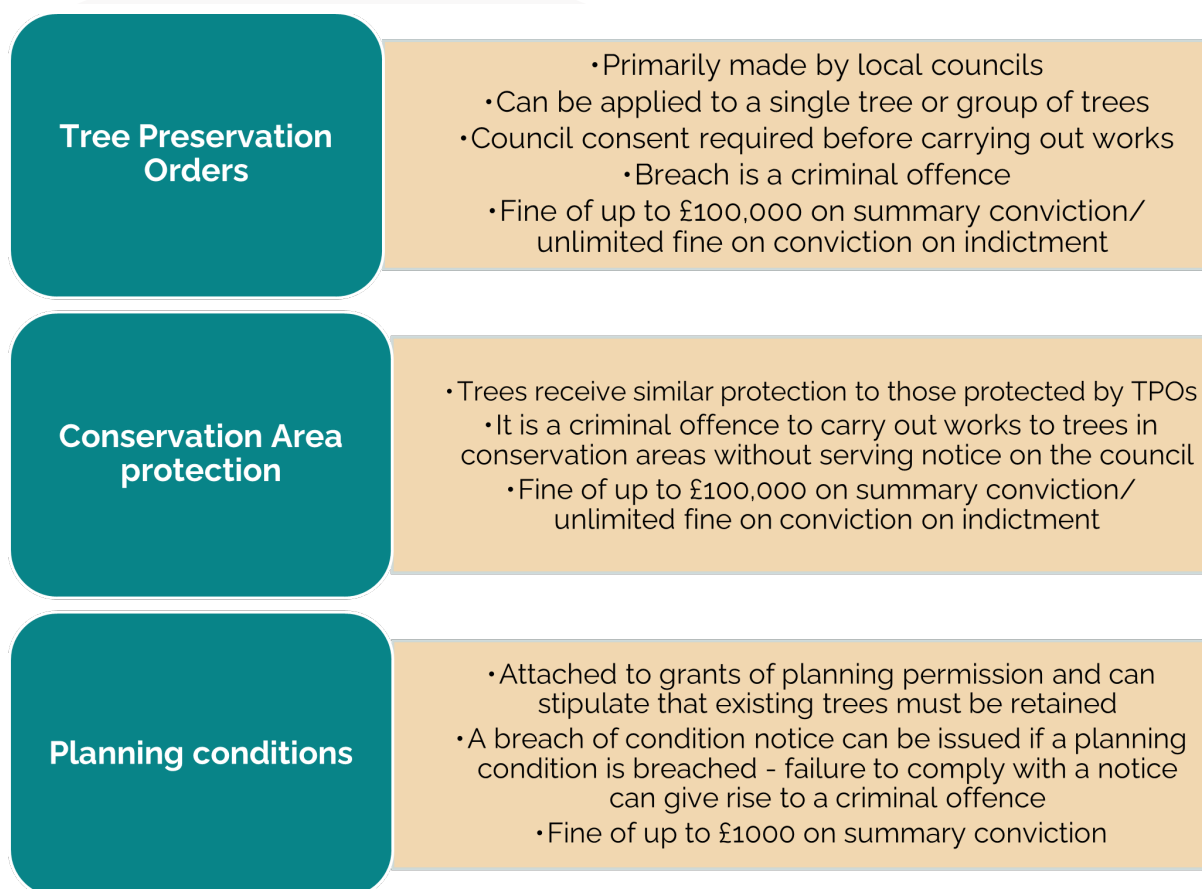 Tree Preservation
Orders
•Primarily made by local councils
•Can be applied to a single tree or group of trees
•Council consent required before carrying out works
•Breach is a criminal offence
•Fine of up to £100,000 on summary conviction/
unlimited fine on conviction on indictment
Conservation Area
protection
•Trees receive similar protection to those protected by TPOs
•It is a criminal offence to carry out works to trees in
conservation areas without serving notice on the council
•Fine of up to £100,000 on summary conviction/
unlimited fine on conviction on indictment
Planning conditions
•Attached to grants of planning permission and can
stipulate that existing trees must be retained
•A breach of condition notice can be issued if a planning
condition is breached - failure to comply with a notice
can give rise to a criminal offence
•Fine of up to £1000 on summary conviction